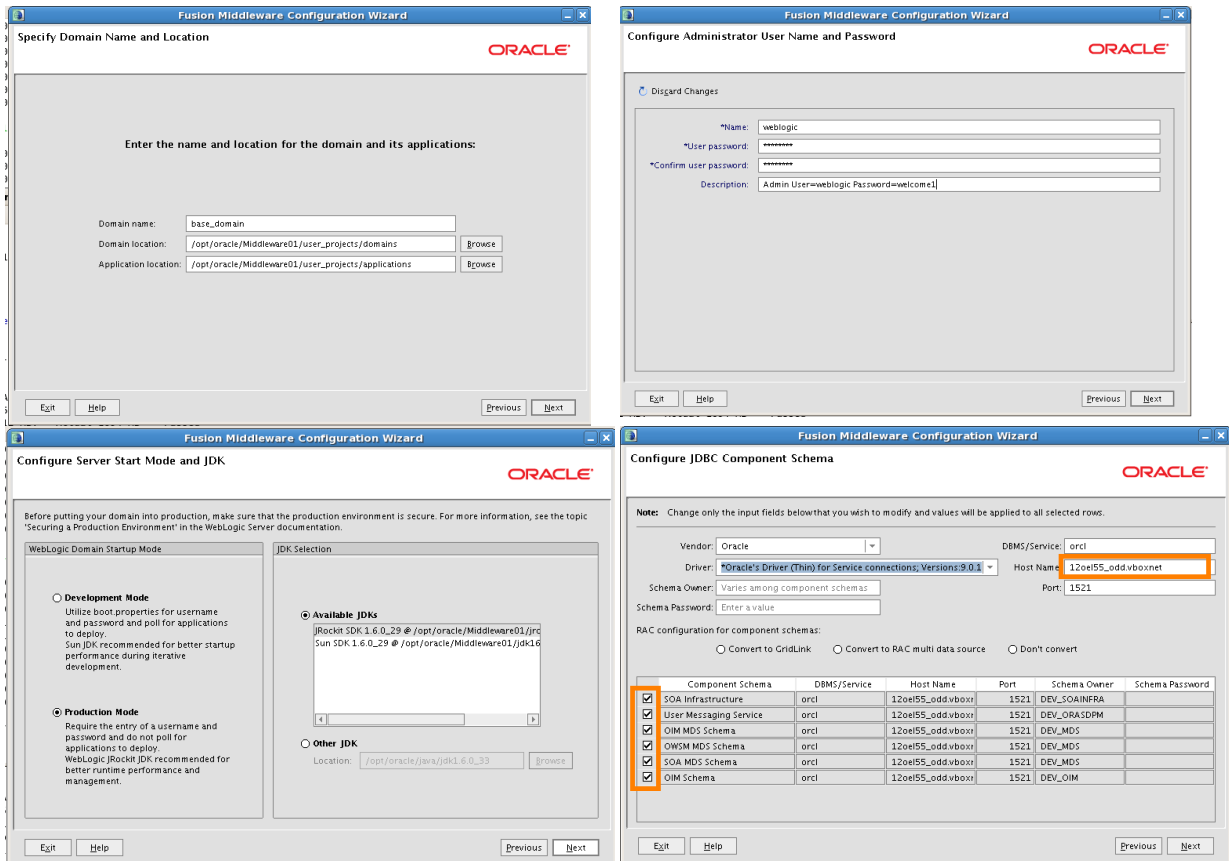 Fusion Middleware Configuration Wizard
Specify Domain Name and Location
ORACLE
Enter the name and location for the domain and its applications:
Domain name: base_domain
Domain location: /opt/oracle/Middleware01/user_projects/domains Browse
Application location: /opt/oracle/Middleware01/user_projects/applications Browse
Exit Help Previous Next
Fusion Middleware Configuration Wizard
Configure Administrator User Name and Password
ORACLE
Discard Changes
*Name: weblogic
*User password: ********
*Confirm user password: ********
Description: Admin User=weblogic Password=welcome1
Exit Help Previous Next
Fusion Middleware Configuration Wizard
Configure Server Start Mode and JDK
ORACLE
Before putting your domain into production, make sure that the production environment is secure. For more information, see the topic
'Securing a Production Environment' in the WebLogic Server documentation.
WebLogic Domain Startup Mode
Development Mode
Utilize boot.properties for username
and password and poll for applications
to deploy.
Sun JDK recommended for better startup
performance during iterative
development.
Production Mode
Require the entry of a username and
password and do not poll for
applications to deploy.
WebLogic JRockit JDK recommended for
better runtime performance and
management.
JDK Selection
Available JDKs
JRockit SDK 1.6.0_29 @ /opt/oracle/Middleware01/jrc
Sun SDK 1.6.0_29 @ /opt/oracle/Middleware01/jdk16
Other JDK
Location: /opt/oracle/java/jdk1.6.0_33 Browse
Exit Help Previous Next
Fusion Middleware Configuration Wizard
Configure JDBC Component Schema
ORACLE
Note: Change only the input fields below that you wish to modify and values will be applied to all selected rows.
Vendor: Oracle DBMS/Service: orcl
Driver: *Oracle's Driver (Thin) for Service connections; Versions:9.0.1 Host Name: 12oel55_odd.vboxnet
Schema Owner: Varies among component schemas Port: 1521
Schema Password: Enter a value
RAC configuration for component schemas:
Convert to GridLink Convert to RAC multi data source Don't convert
Component Schema DBMS/Service Host Name Port Schema Owner Schema Password
SOA Infrastructure orcl 12oel55_odd.vboxr 1521 DEV_SOAINFRA
User Messaging Service orcl 12oel55_odd.vboxr 1521 DEV_ORASDPM
OIM MDS Schema orcl 12oel55_odd.vboxr 1521 DEV_MDS
OWSM MDS Schema orcl 12oel55_odd.vboxr 1521 DEV_MDS
SOA MDS Schema orcl 12oel55_odd.vboxr 1521 DEV_MDS
OIM Schema orcl 12oel55_odd.vboxr 1521 DEV_OIM
Exit Help Previous Next